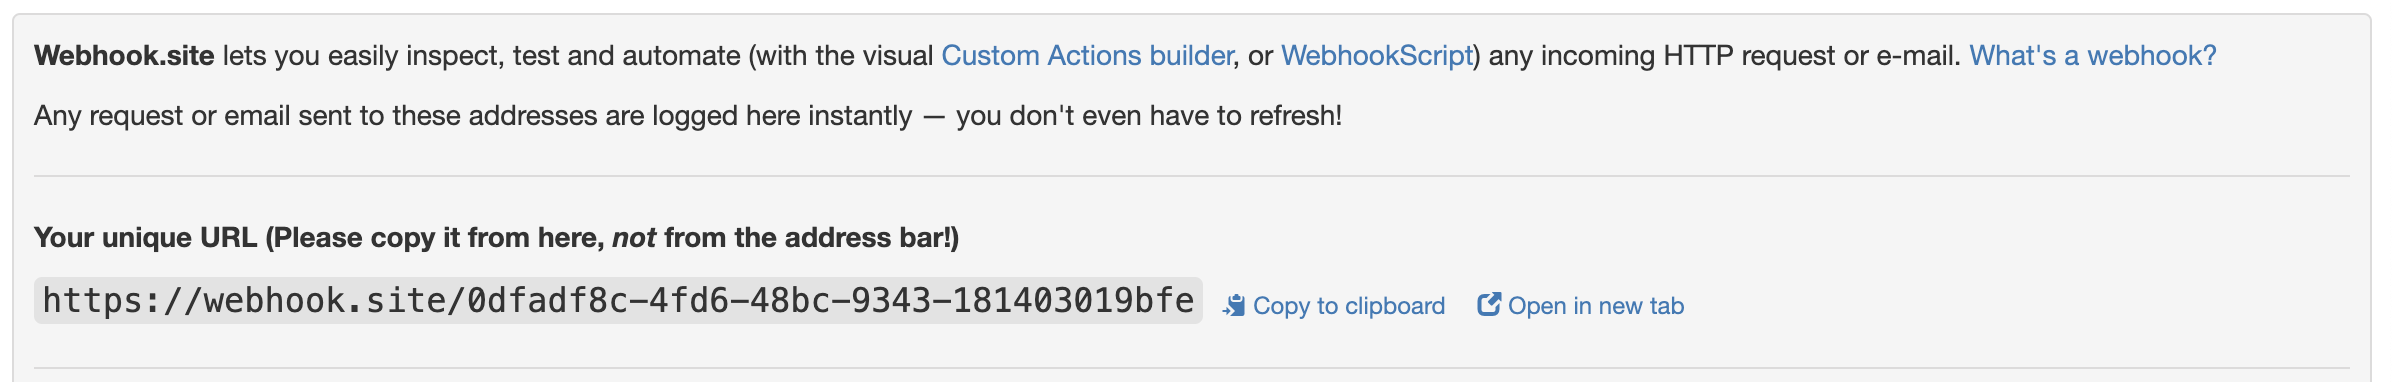 Webhook.site lets you easily inspect, test and automate (with the visual Custom Actions builder, or WebhookScript) any incoming HTTP request or e-mail. What's a webhook?
Any request or email sent to these addresses are logged here instantly — you don't even have to refresh!
Your unique URL (Please copy it from here, not from the address bar!)
https://webhook.site/0dfadf8c-4fd6-48bc-9343-181403019bfe Copy to clipboard Open in new tab